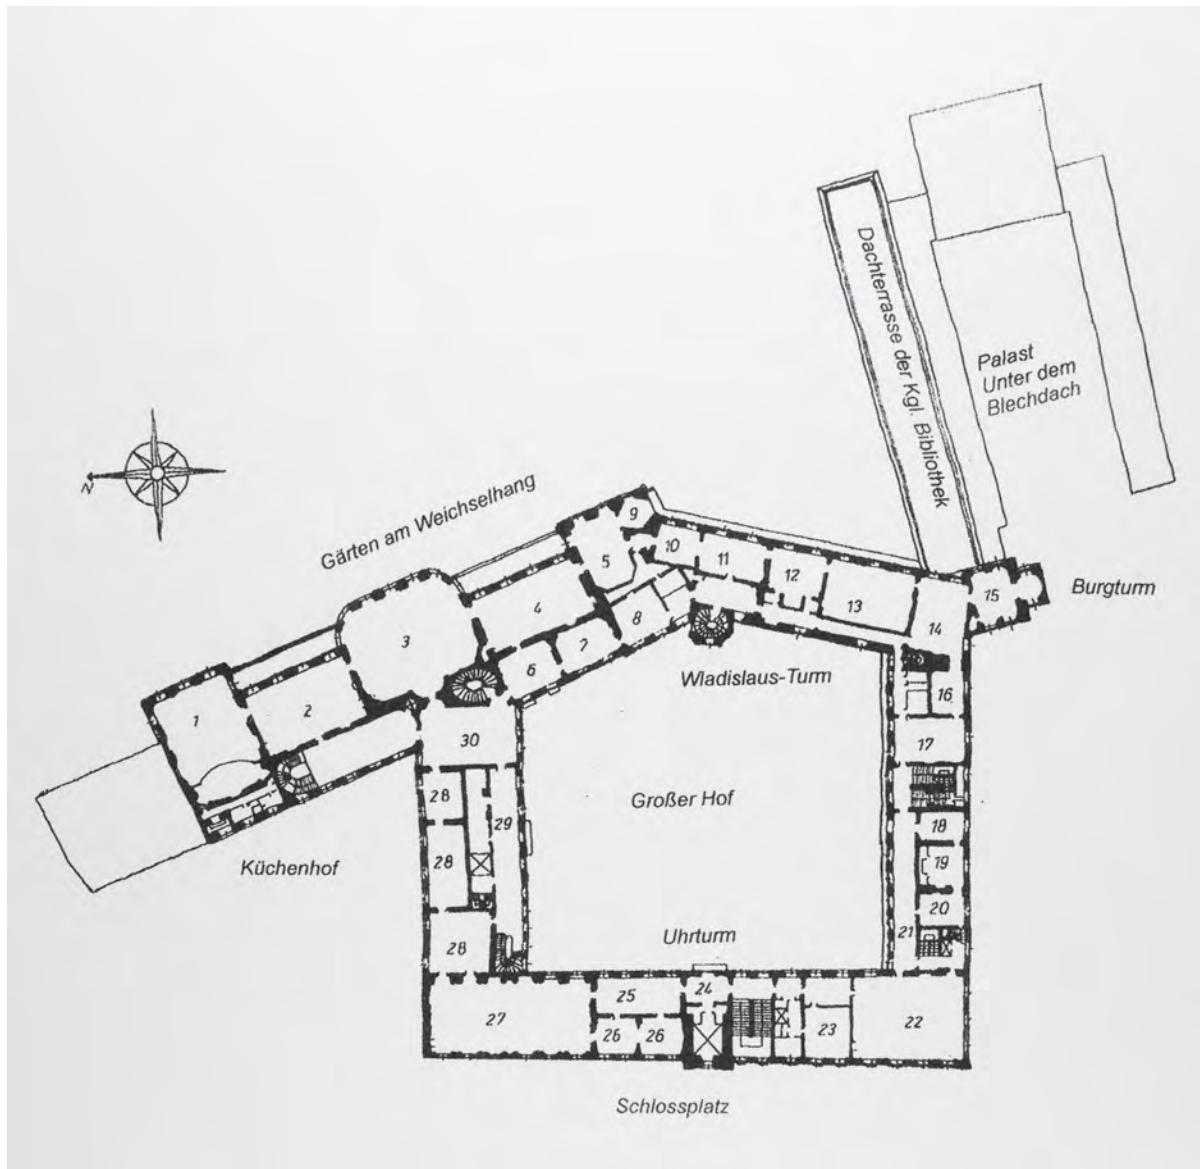 Dachterrasse der Kgl. Bibliothek
Palast
Unter dem
Blechdach
N
Gärten am Weichselhang
9
10
11
5
12
4
13
15
Burgturm
8
14
3
7
6
Wladislaus-Turm
16
1
2
30
17
28
Großer Hof
29
18
28
19
Küchenhof
20
21
28
Uhrturm
24
25
27
26
26
23
22
Schlossplatz